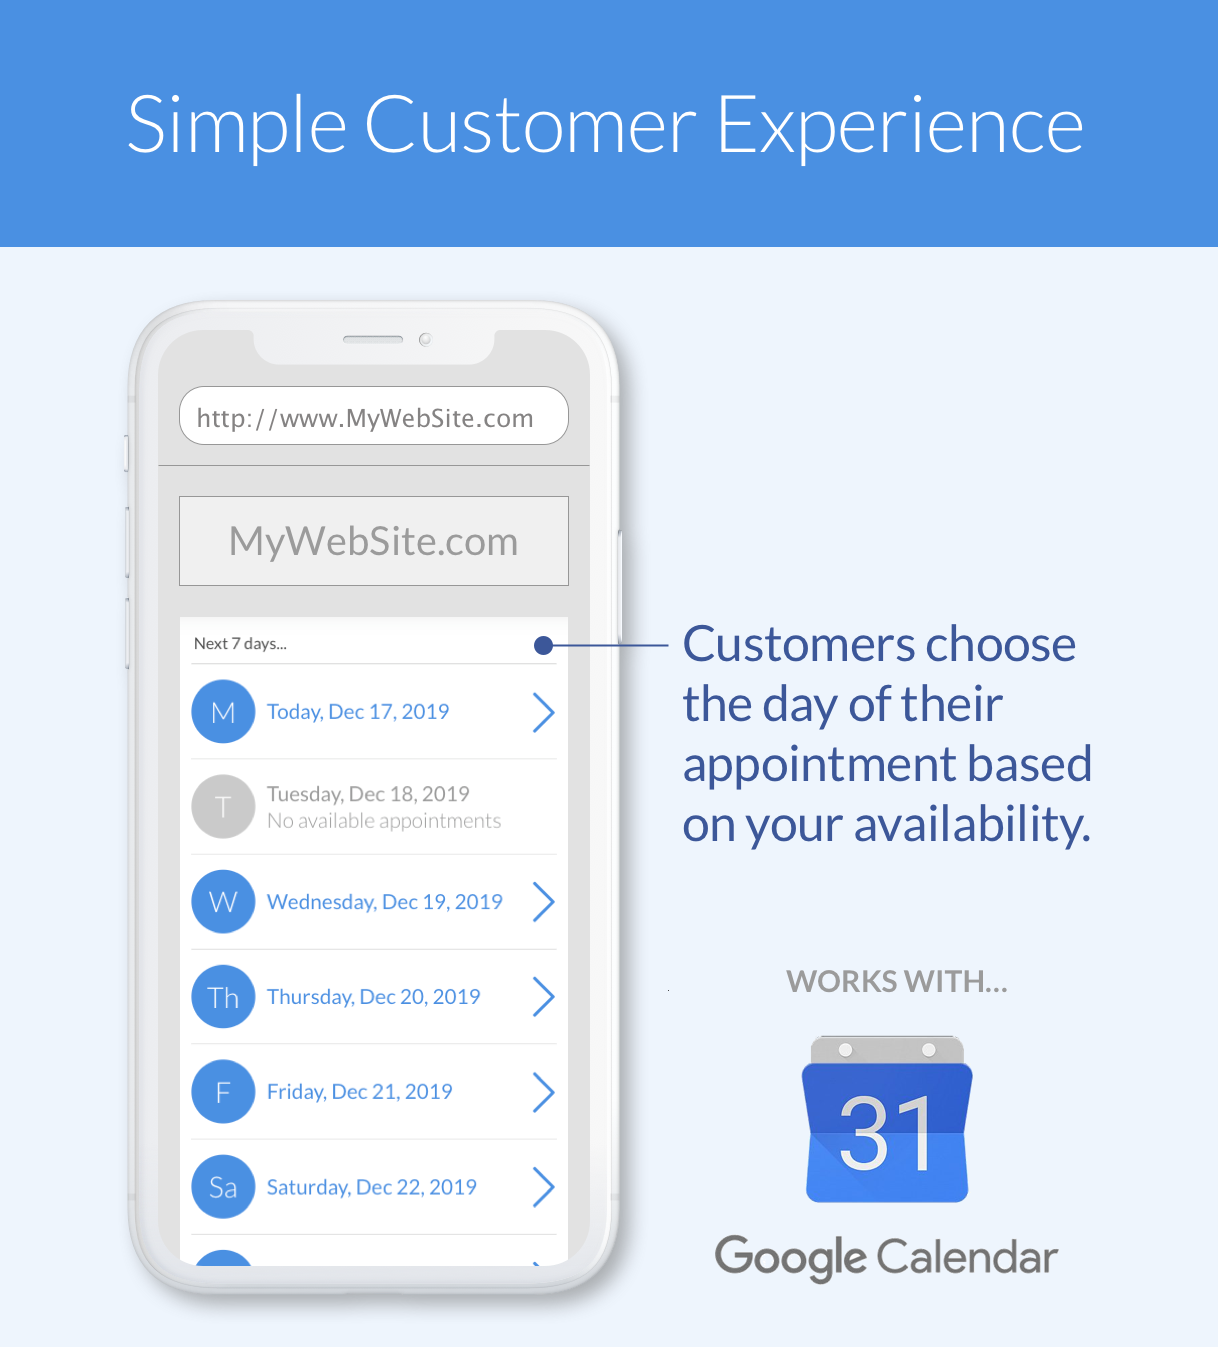 Simple Customer Experience
http://www.MyWebSite.com
MyWebSite.com
Next 7 days...
M
Today, Dec 17, 2019
T
Tuesday, Dec 18, 2019
No available appointments
W
Wednesday, Dec 19, 2019
Th
Thursday, Dec 20, 2019
F
Friday, Dec 21, 2019
Sa
Saturday, Dec 22, 2019
Customers choose
the day of their
appointment based
on your availability.
WORKS WITH...
31
Google Calendar